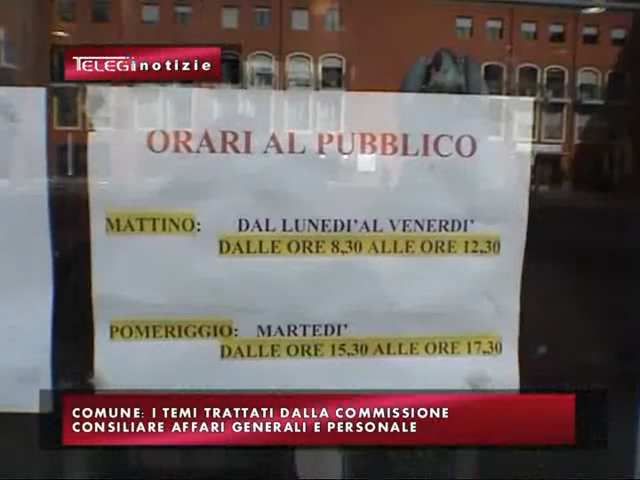 TELEGInotizie
ORARI AL PUBBLICO
MATTINO: DAL LUNEDI' AL VENERDI'
DALLE ORE 8,30 ALLE ORE 12,30
POMERIGGIO: MARTEDI'
DALLE ORE 15,30 ALLE ORE 17,30
COMUNE: I TEMI TRATTATI DALLA COMMISSIONE
CONSILIARE AFFARI GENERALI E PERSONALE